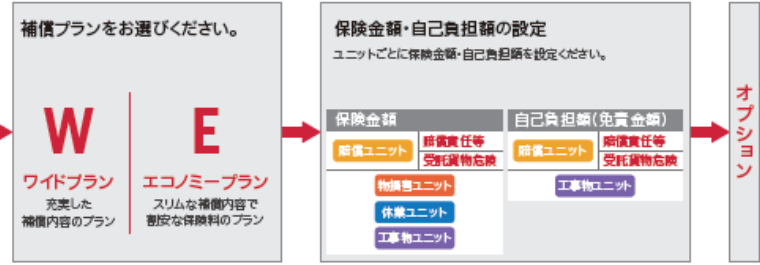 補償プランをお選びください。
W
ワイドプラン
充実した
補償内容のプラン
E
エコノミープラン
スリムな補償内容で
割安な保険料のプラン
保険金額・自己負担額の設定
ユニットごとに保険金額・自己負担額を設定ください。
保険金額
賠償ユニット
賠償責任等
受託貨物危険
物損害ユニット
休業ユニット
工事物ユニット
自己負担額(免責金額)
賠償ユニット
賠償責任等
受託貨物危険
工事物ユニット
オプション